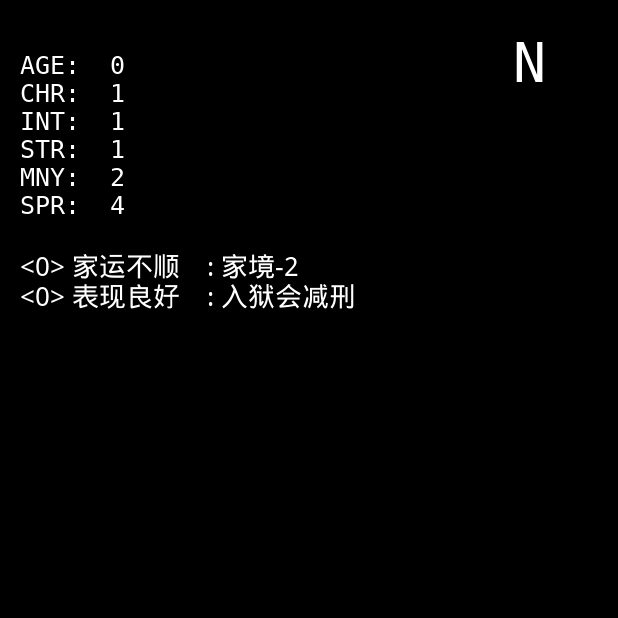 N
AGE: 0
CHR: 1
INT: 1
STR: 1
MNY: 2
SPR: 4
<O> 家运不顺 : 家境-2
<O> 表现良好 : 入狱会减刑